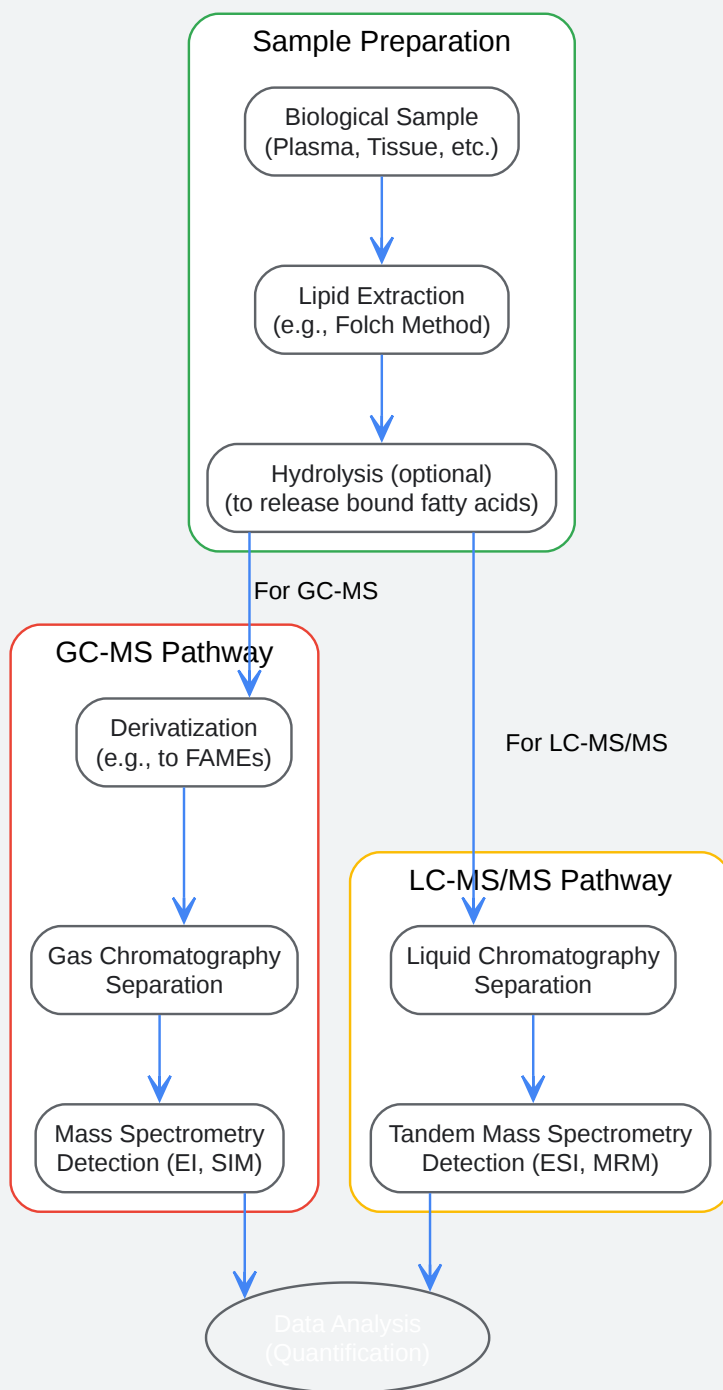 Sample Preparation
Biological Sample
(Plasma, Tissue, etc.)
Lipid Extraction
(e.g., Folch Method)
Hydrolysis (optional)
(to release bound fatty acids)
For GC-MS
GC-MS Pathway
Derivatization
(e.g., to FAMEs)
Gas Chromatography
Separation
Mass Spectrometry
Detection (EI, SIM)
For LC-MS/MS
LC-MS/MS Pathway
Liquid Chromatography
Separation
Tandem Mass Spectrometry
Detection (ESI, MRM)
Data Analysis
(Quantification)